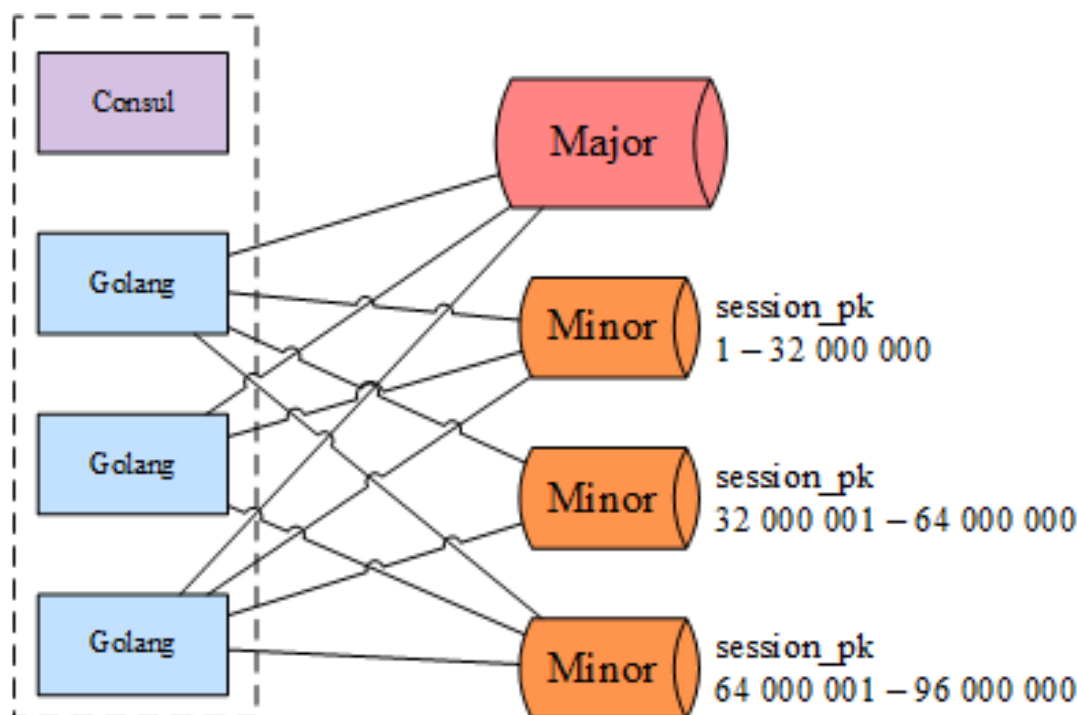 Consul
Golang
Golang
Golang
Major
Minor
session_pk
1 – 32 000 000
Minor
session_pk
32 000 001 – 64 000 000
Minor
session_pk
64 000 001 – 96 000 000